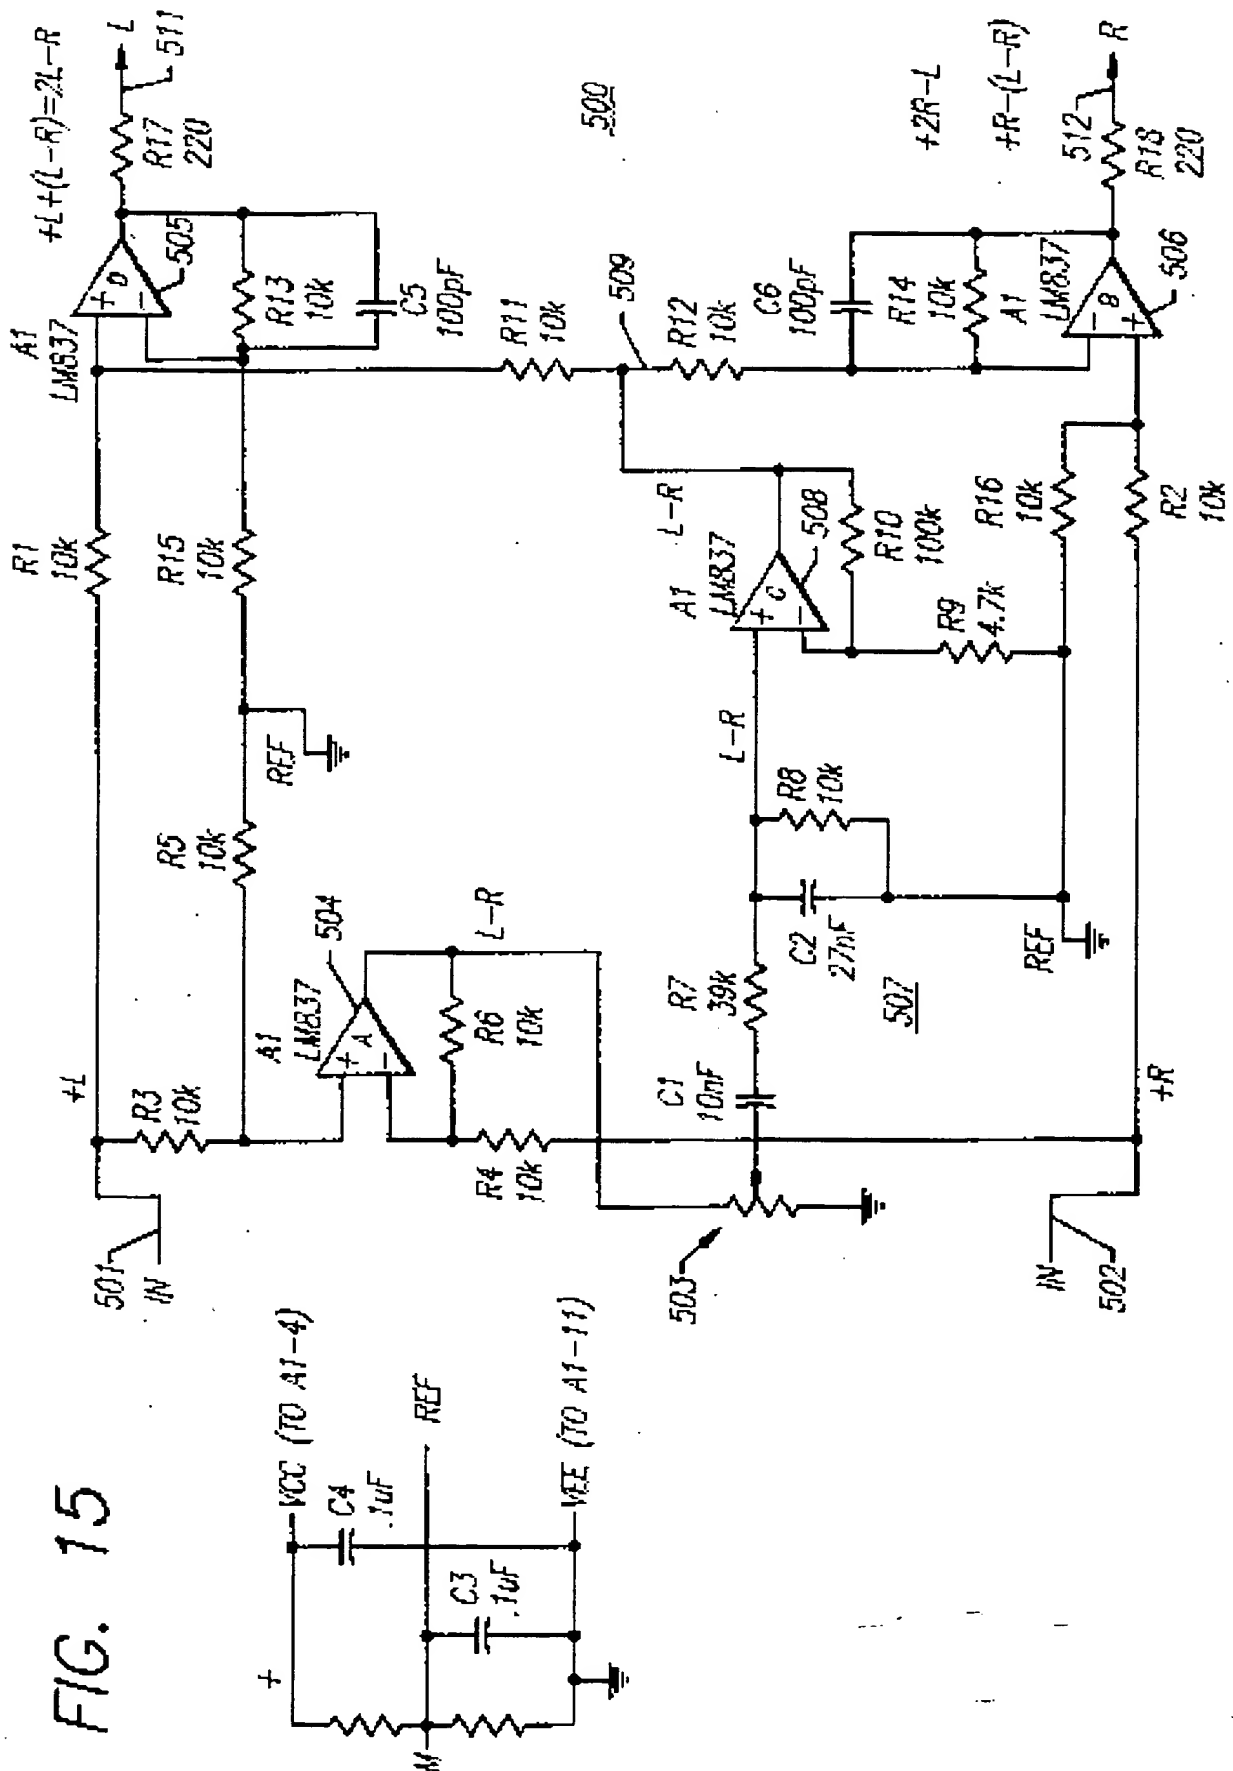 FIG. 15
+
VCC (TO A1-4)
C4
.1uF
REF
C3
.1uF
M
VEE (TO A1-11)
501
IN
+L
R1
10k
A1
LM837
+
-
D
505
+L+(L-R)=2L-R
R17
220
L
511
R3
10k
R5
10k
REF
R15
10k
R13
10k
C5
100pF
A1
LM837
+
-
A
504
R6
10k
L-R
R4
10k
R11
10k
500
509
R12
10k
503
C1
10nF
R7
39k
507
C2
27nF
R8
10k
L-R
A1
LM837
+
-
C
508
L-R
R10
100k
R9
4.7k
C6
100pF
R14
10k
A1
LM837
-
+
B
506
+2R-L
+R-(L-R)
512
R18
220
R
REF
R16
10k
R2
10k
IN
502
+R